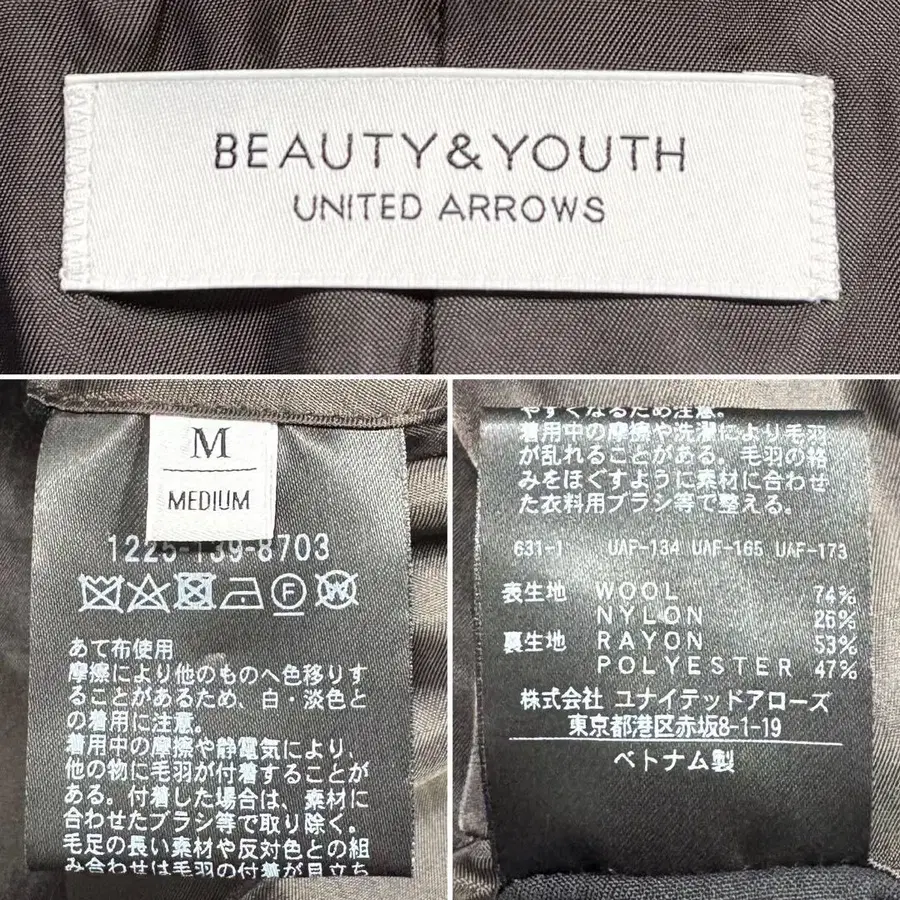 BEAUTY&YOUTH
UNITED ARROWS
M
MEDIUM
1225-139-8703
あて布使用
摩擦により他のものへ色移りす
ることがあるため、白・淡色と
の着用に注意。
着用中の摩擦や静電気により、
他の物に毛羽が付着することが
ある。付着した場合は、素材に
合わせたブラシ等で取り除く。
毛足の長い素材や反対色との組
み合わせは毛羽の付着が目立ち
やすくなるため注意。
着用中の摩擦や洗濯により毛羽
が乱れることがある。毛羽の絡
みをほぐすように素材に合わせ
た衣料用ブラシ等で整える。
631-1 UAF-134 UAF-165 UAF-173
表生地 WOOL 74%
NYLON 26%
裏生地 RAYON 53%
POLYESTER 47%
株式会社 ユナイテッドアローズ
東京都港区赤坂8-1-19
ベトナム製